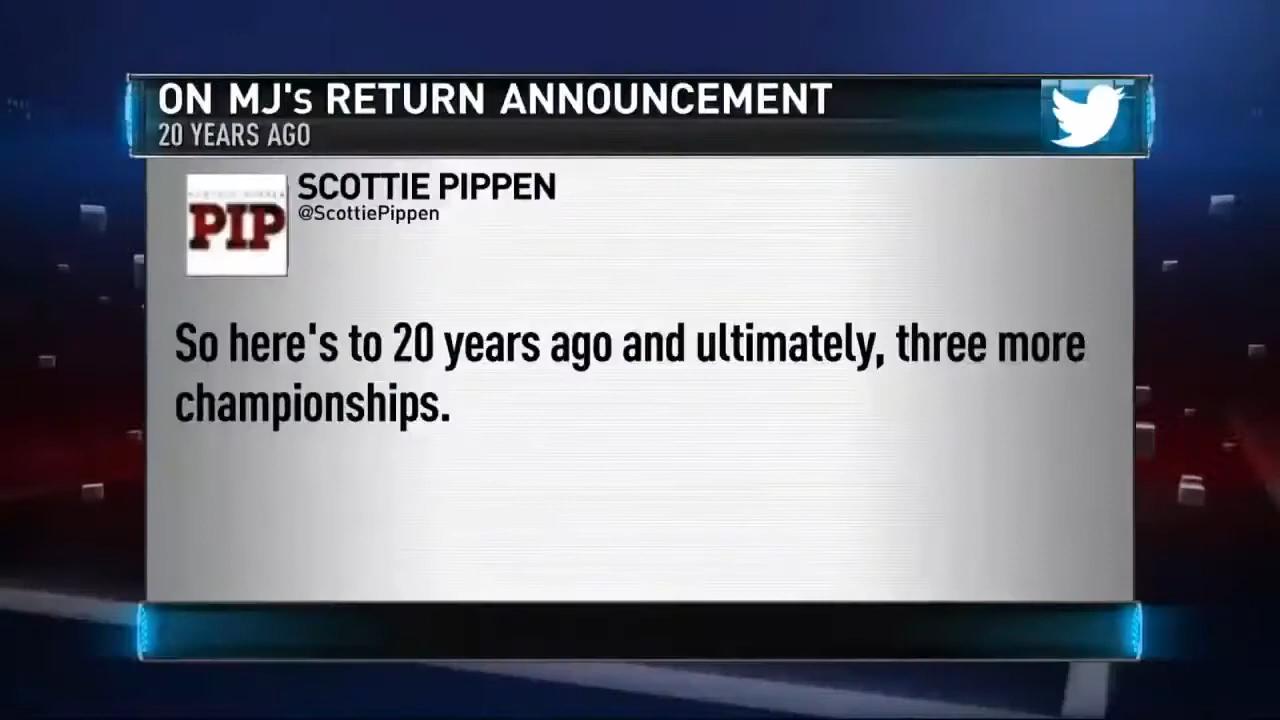 ON MJ's RETURN ANNOUNCEMENT
20 YEARS AGO
SCOTTIE PIPPEN
@ScottiePippen
PIP
So here's to 20 years ago and ultimately, three more
championships.